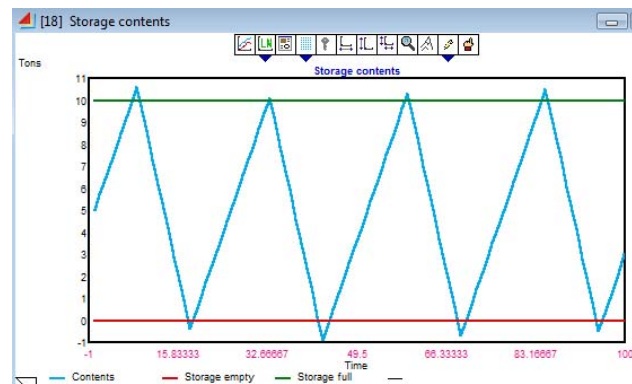 [18] Storage contents
LN
Tons
Storage contents
11
10
9
8
7
6
5
4
3
2
1
0
-1
-1 15.83333 32.66667 49.5 66.33333 83.16667 100
Time
Contents Storage empty Storage full